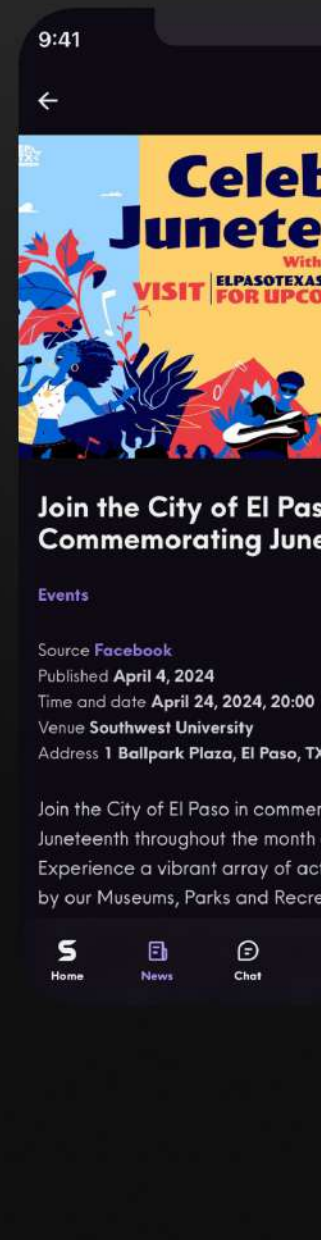 9:41
Celeb
Junete
With
VISIT ELPASOTEXAS
FOR UPCO
Join the City of El Pas
Commemorating June
Events
Source Facebook
Published April 4, 2024
Time and date April 24, 2024, 20:00
Venue Southwest University
Address 1 Ballpark Plaza, El Paso, TX
Join the City of El Paso in commer
Juneteenth throughout the month
Experience a vibrant array of act
by our Museums, Parks and Recre
Home News Chat